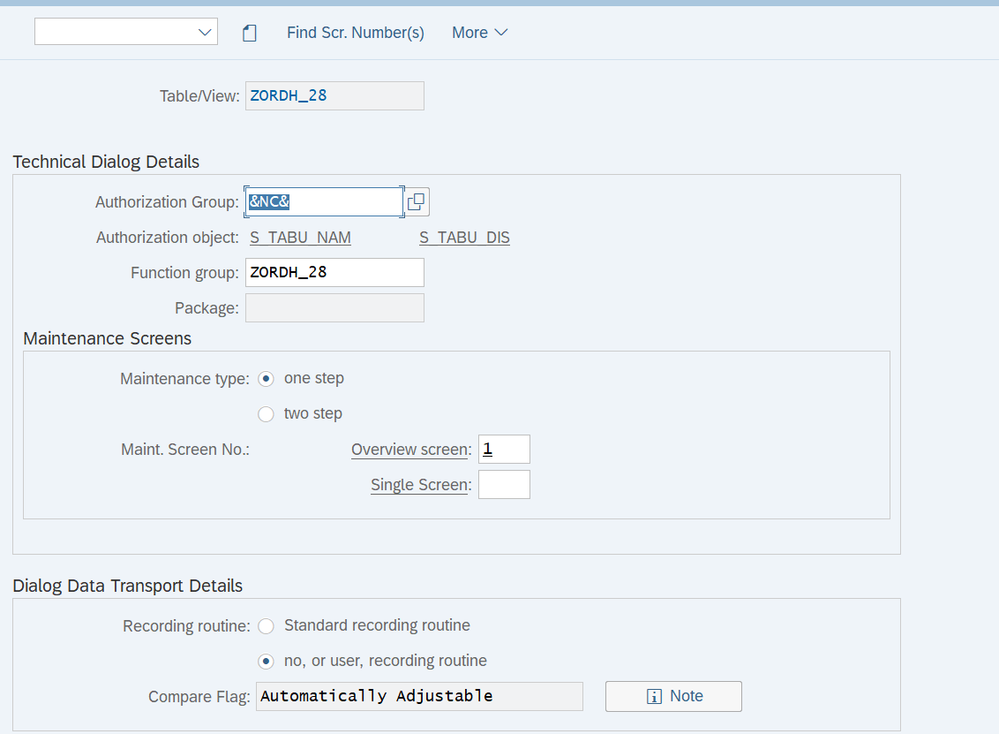 Find Scr. Number(s) More
Table/View: ZORDH_28
Technical Dialog Details
Authorization Group: &NC&
Authorization object: S_TABU_NAM S_TABU_DIS
Function group: ZORDH_28
Package:
Maintenance Screens
Maintenance type: one step
two step
Maint. Screen No.: Overview screen: 1
Single Screen:
Dialog Data Transport Details
Recording routine: Standard recording routine
no, or user, recording routine
Compare Flag: Automatically Adjustable Note